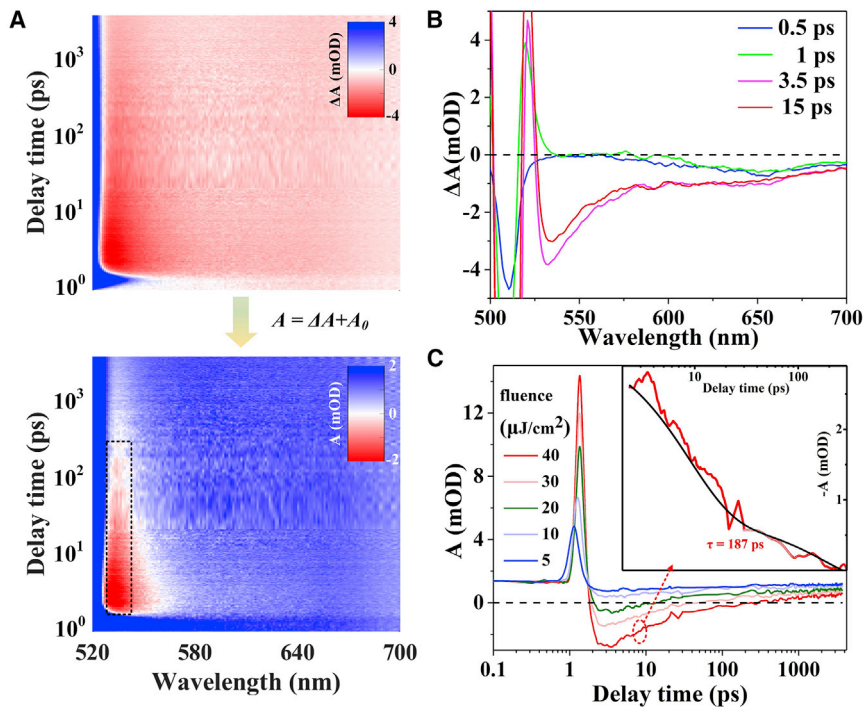 A
10³
10²
10¹
10⁰
Delay time (ps)
ΔA (mOD)
4
0
-4
A = ΔA+A₀
10³
10²
10¹
10⁰
Delay time (ps)
A (mOD)
2
0
-2
520 580 640 700
Wavelength (nm)
B
4
2
0
-2
-4
ΔA(mOD)
0.5 ps
1 ps
3.5 ps
15 ps
500 550 600 650 700
Wavelength (nm)
C
12
8
4
0
A (mOD)
fluence
(μJ/cm²)
40
30
20
10
5
10 100
Delay time (ps)
2
1
-A (mOD)
τ = 187 ps
0.1 1 10 100 1000
Delay time (ps)